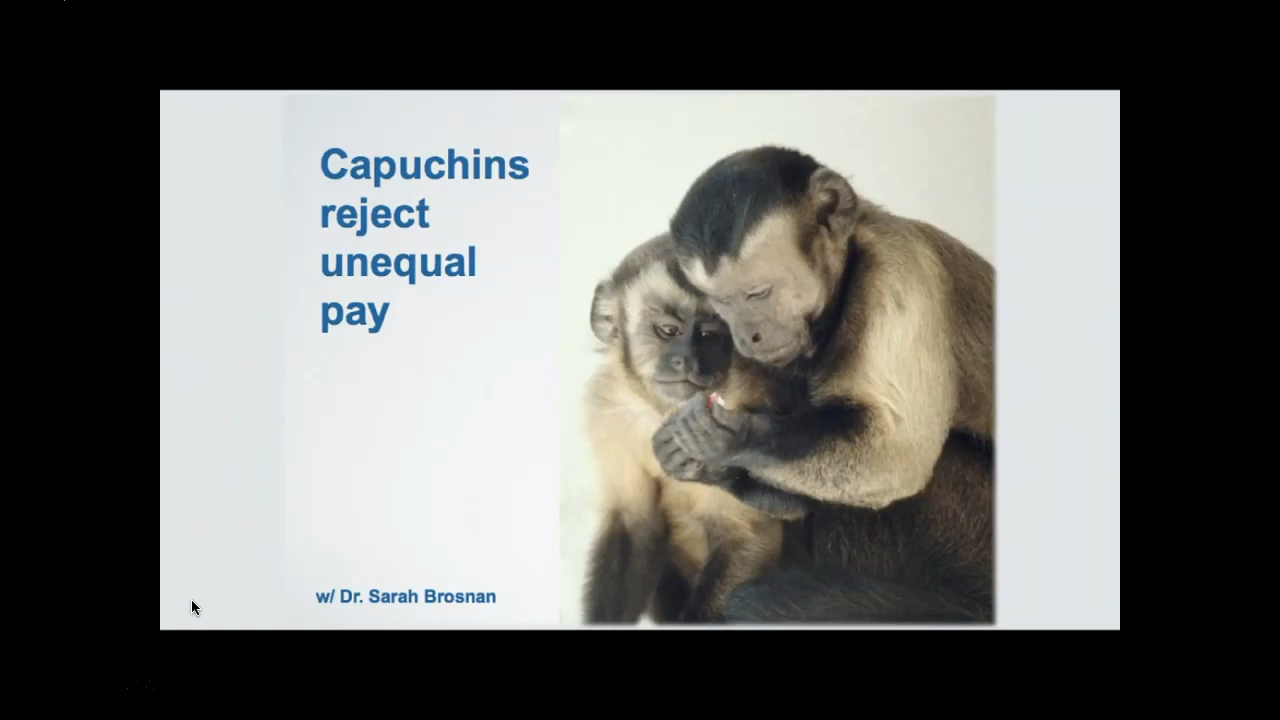 Capuchins
reject
unequal
pay
w/ Dr. Sarah Brosnan